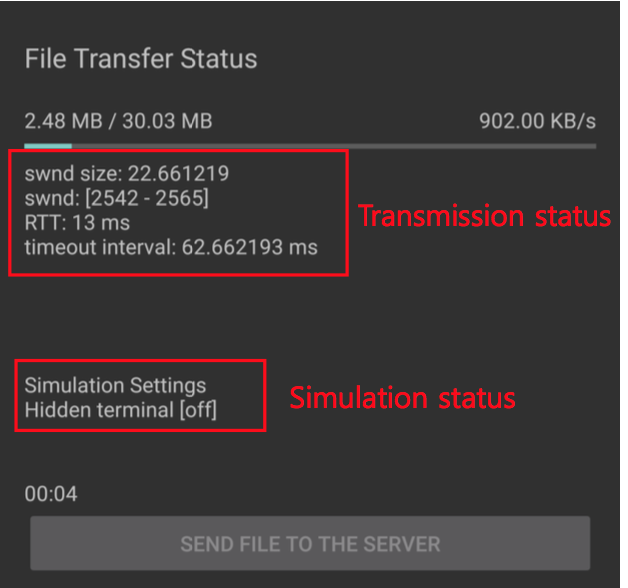 File Transfer Status
2.48 MB / 30.03 MB 902.00 KB/s
swnd size: 22.661219
swnd: [2542 - 2565]
RTT: 13 ms
timeout interval: 62.662193 ms
Transmission status
Simulation Settings
Hidden terminal [off]
Simulation status
00:04
SEND FILE TO THE SERVER